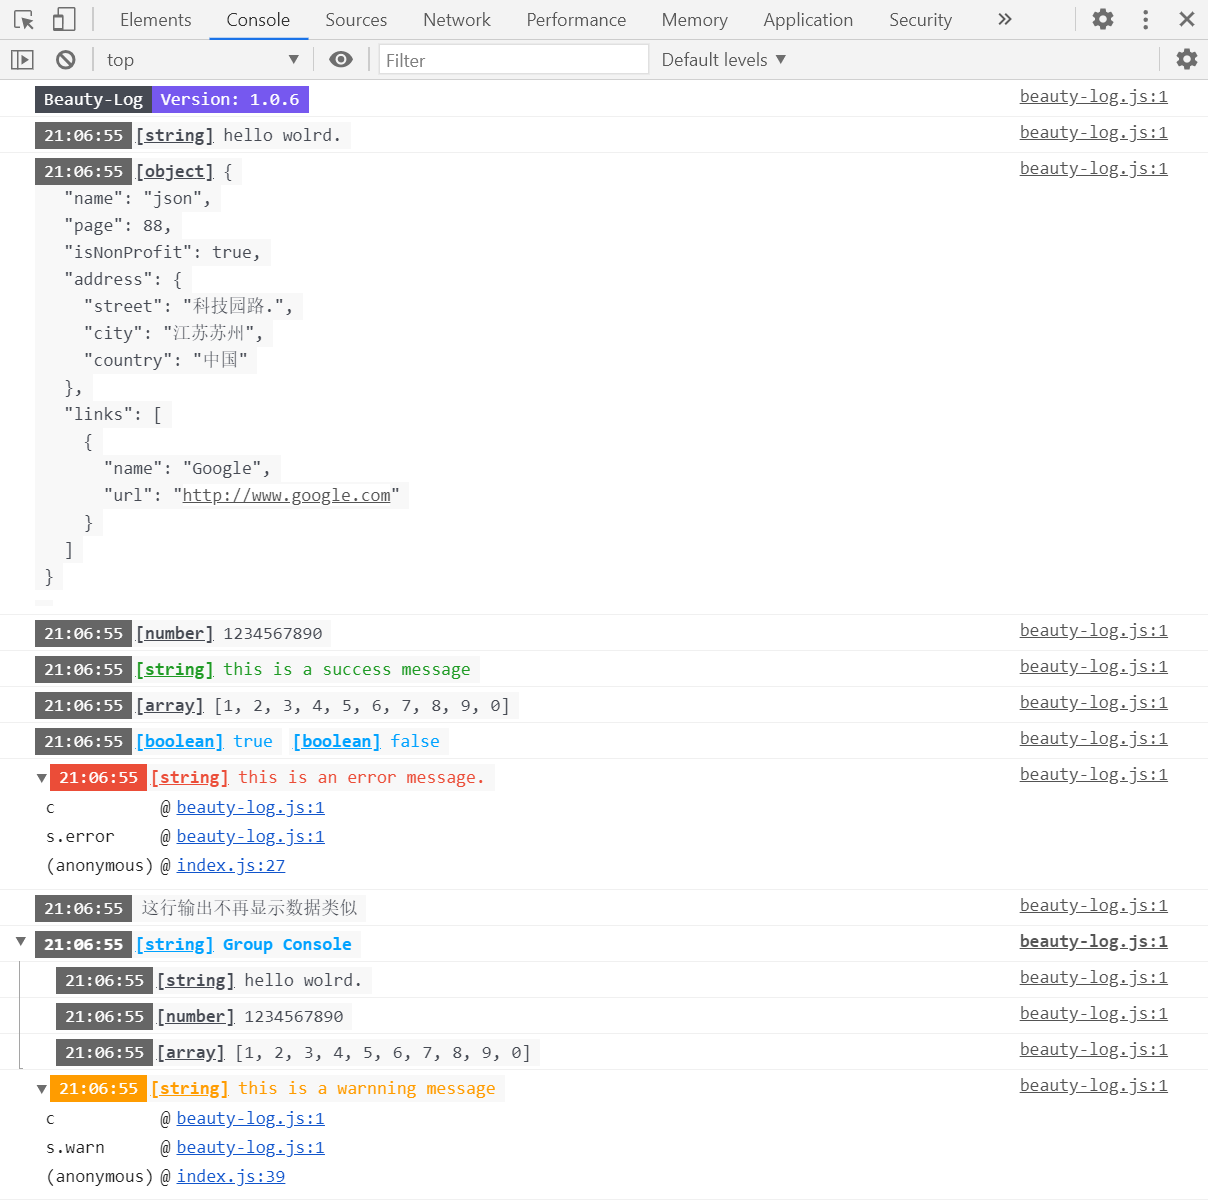 Elements Console Sources Network Performance Memory Application Security
top Filter Default levels
Beauty-Log Version: 1.0.6 beauty-log.js:1
21:06:55 [string] hello wolrd. beauty-log.js:1
21:06:55 [object] { beauty-log.js:1
"name": "json",
"page": 88,
"isNonProfit": true,
"address": {
"street": "科技园路.",
"city": "江苏苏州",
"country": "中国"
},
"links": [
{
"name": "Google",
"url": "http://www.google.com"
}
]
}
21:06:55 [number] 1234567890 beauty-log.js:1
21:06:55 [string] this is a success message beauty-log.js:1
21:06:55 [array] [1, 2, 3, 4, 5, 6, 7, 8, 9, 0] beauty-log.js:1
21:06:55 [boolean] true [boolean] false beauty-log.js:1
21:06:55 [string] this is an error message. beauty-log.js:1
c @ beauty-log.js:1
s.error @ beauty-log.js:1
(anonymous) @ index.js:27
21:06:55 这行输出不再显示数据类似 beauty-log.js:1
21:06:55 [string] Group Console beauty-log.js:1
21:06:55 [string] hello wolrd. beauty-log.js:1
21:06:55 [number] 1234567890 beauty-log.js:1
21:06:55 [array] [1, 2, 3, 4, 5, 6, 7, 8, 9, 0] beauty-log.js:1
21:06:55 [string] this is a warnning message beauty-log.js:1
c @ beauty-log.js:1
s.warn @ beauty-log.js:1
(anonymous) @ index.js:39